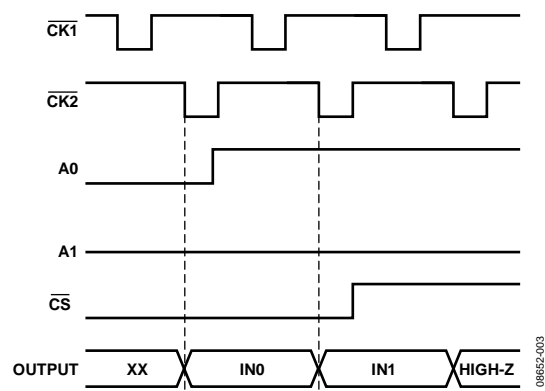 CK1
CK2
A0
A1
CS
OUTPUT XX IN0 IN1 HIGH-Z
08652-003